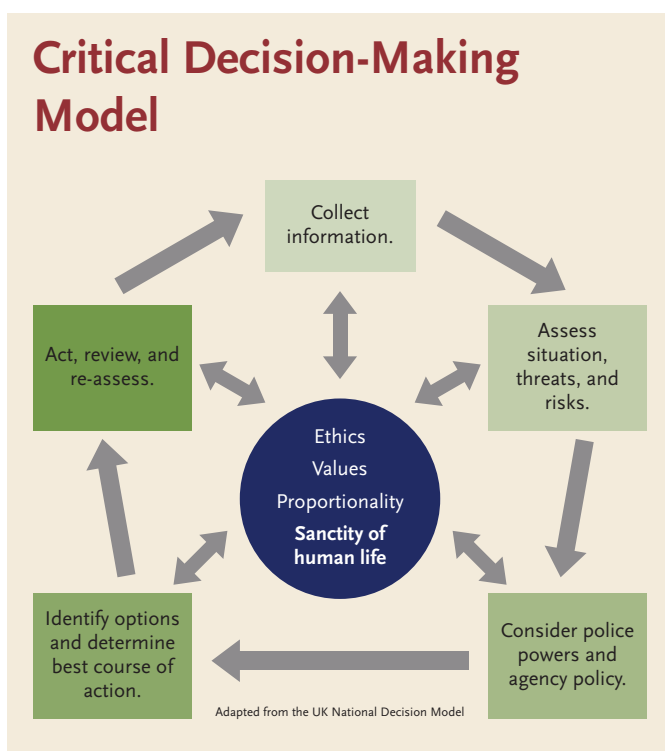 Critical Decision-Making
Model
Collect
information.
Assess
situation,
threats, and
risks.
Act, review, and
re-assess.
Ethics
Values
Proportionality
Sanctity of
human life
Identify options
and determine
best course of
action.
Consider police
powers and
agency policy.
Adapted from the UK National Decision Model